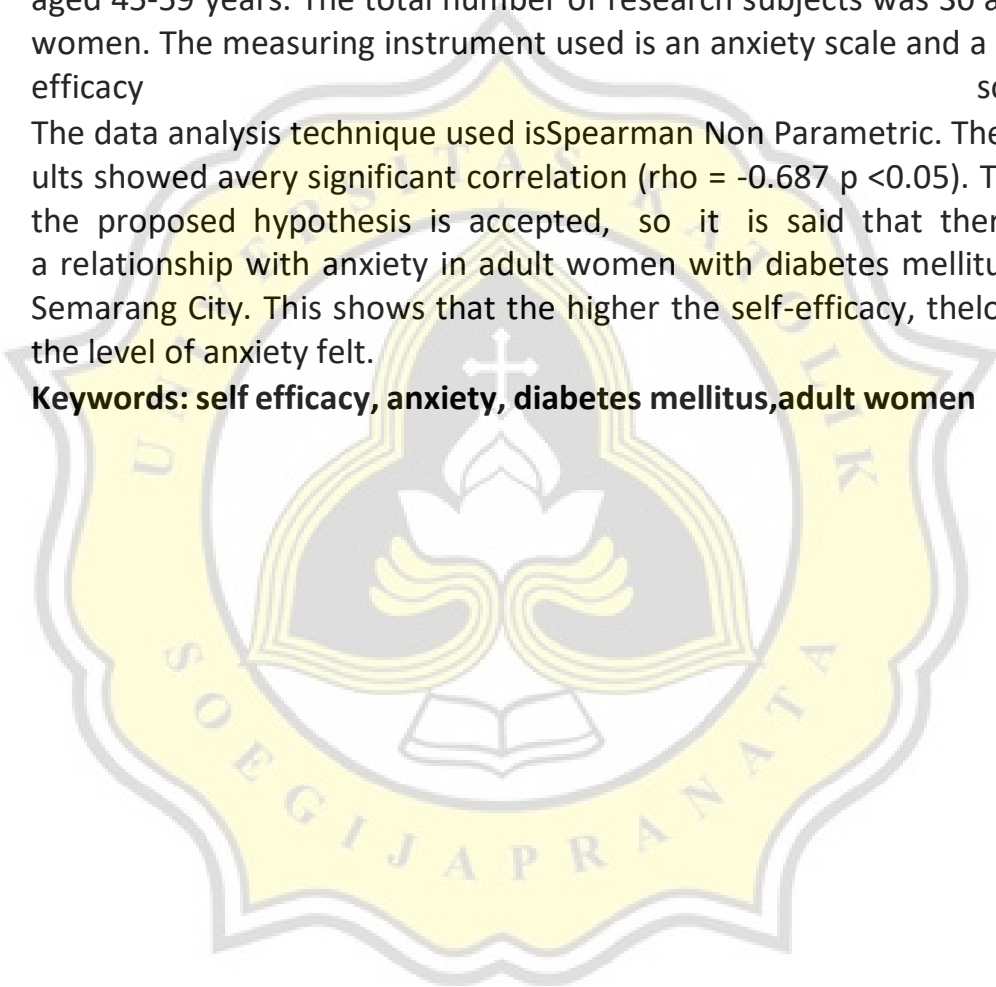 aged years. The total number of research subjects was a
women. The measuring instrument used is an anxiety scale and a
efficacy sc
The data analysis technique used isSpearman Non Parametric. The
ults showed avery significant correlation (rho = -0.687 p <0.05). T
the proposed hypothesis is accepted, so it is said that ther
a relationship with anxiety in adult women with diabetes mellitu
Semarang City. This shows that the higher the self-efficacy, thelo
the level of anxiety felt.
Keywords: self efficacy, anxiety, diabetes mellitus,adult women
UNIVERSITAS KATOLIK
SOEGIJAPRANATA